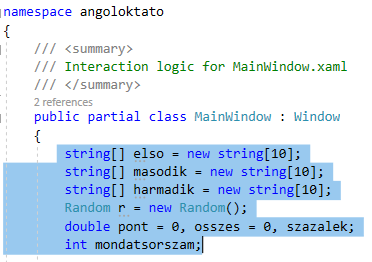 namespace angoloktato
{
/// <summary>
/// Interaction logic for MainWindow.xaml
/// </summary>
2 references
public partial class MainWindow : Window
{
string[] elso = new string[10];
string[] masodik = new string[10];
string[] harmadik = new string[10];
Random r = new Random();
double pont = 0, osszes = 0, szazalek;
int mondatsorszam;